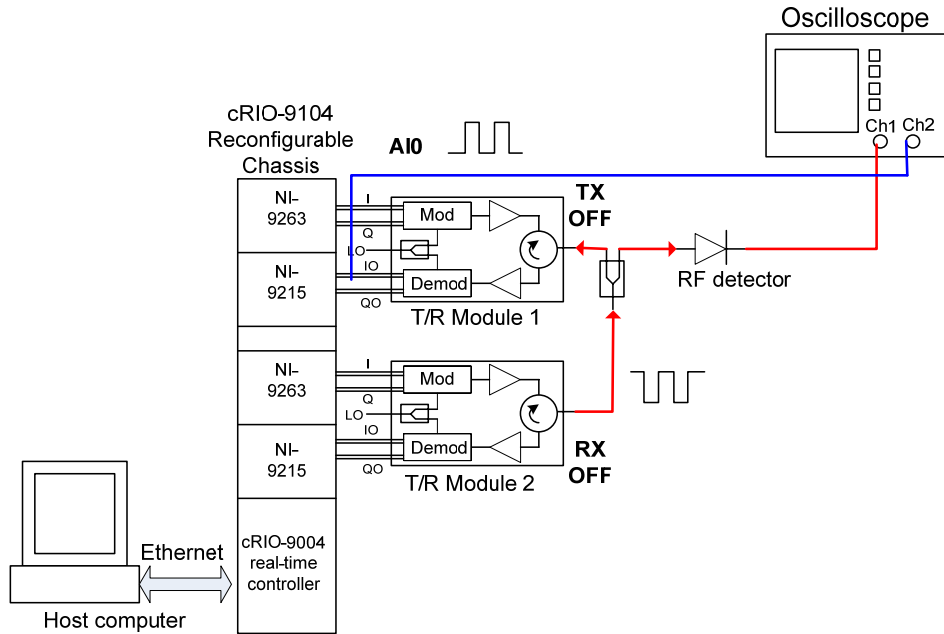 Oscilloscope
Ch1
Ch2
cRIO-9104
Reconfigurable
Chassis
AI0
NI-
9263
I
Q
LO
IO
QO
Mod
Demod
TX
OFF
NI-
9215
T/R Module 1
RF detector
NI-
9263
I
Q
LO
IO
QO
Mod
Demod
RX
OFF
NI-
9215
T/R Module 2
cRIO-9004
real-time
controller
Ethernet
Host computer